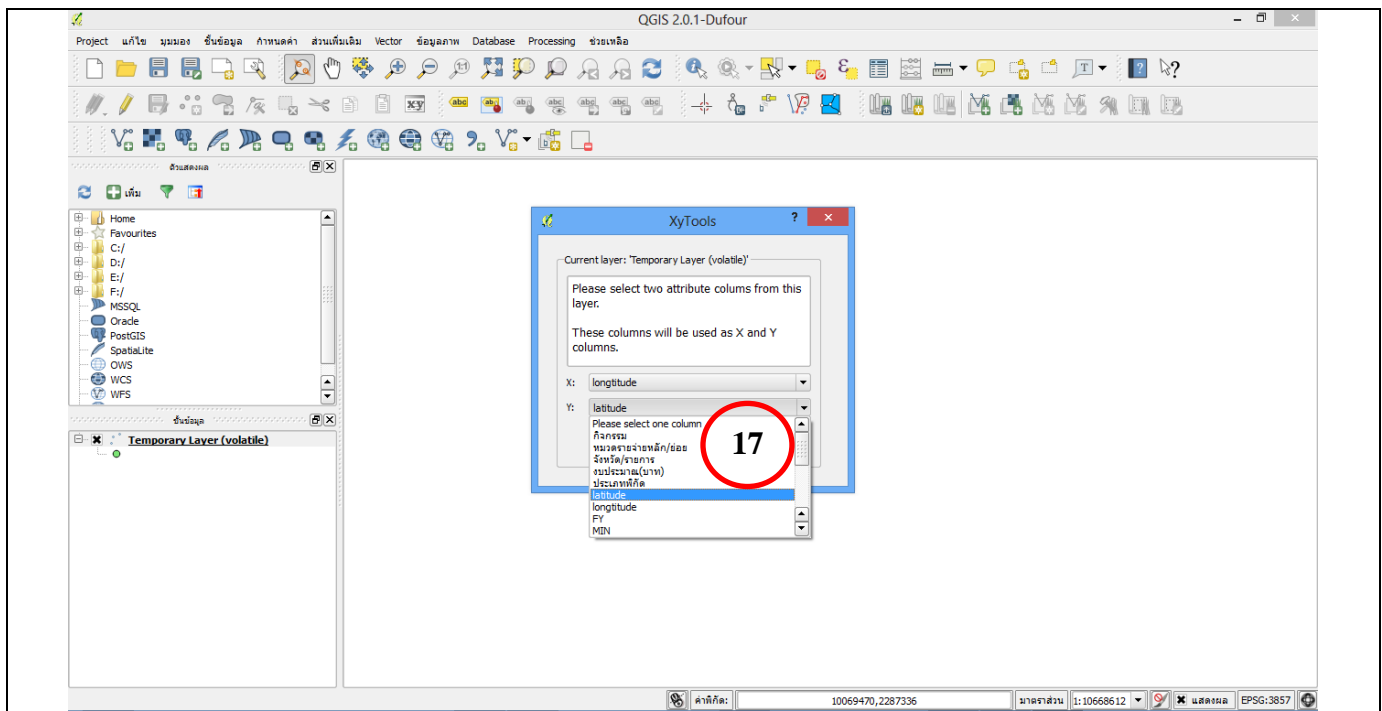 QGIS 2.0.1-Dufour
Project แก้ไข มุมมอง ชั้นข้อมูล กำหนดค่า ส่วนเพิ่มเติม Vector ข้อมูลภาพ Database Processing ช่วยเหลือ
ตัวแสดงผล
เพิ่ม
Home
Favourites
C:/
D:/
E:/
F:/
MSSQL
Oracle
PostGIS
SpatiaLite
OWS
WCS
WFS
ชั้นข้อมูล
Temporary Layer (volatile)
XyTools
Current layer: 'Temporary Layer (volatile)'
Please select two attribute colums from this
layer.
These columns will be used as X and Y
columns.
X: longtitude
Y: latitude
Please select one column
กิจกรรม
หมวดรายจ่ายหลัก/ย่อย
จังหวัด/รายการ
งบประมาณ(บาท)
ประเภทพิกัด
latitude
longtitude
FY
MIN
17
ค่าพิกัด: 10069470,2287336 มาตราส่วน 1:10668612 แสดงผล EPSG:3857